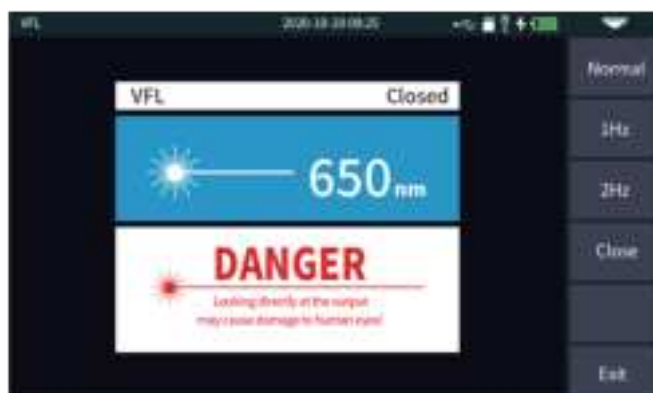 VFL
VFL Closed
650nm
DANGER
Looking directly at the output
may cause damage to human eyes!
Normal
1Hz
2Hz
Close
Exit